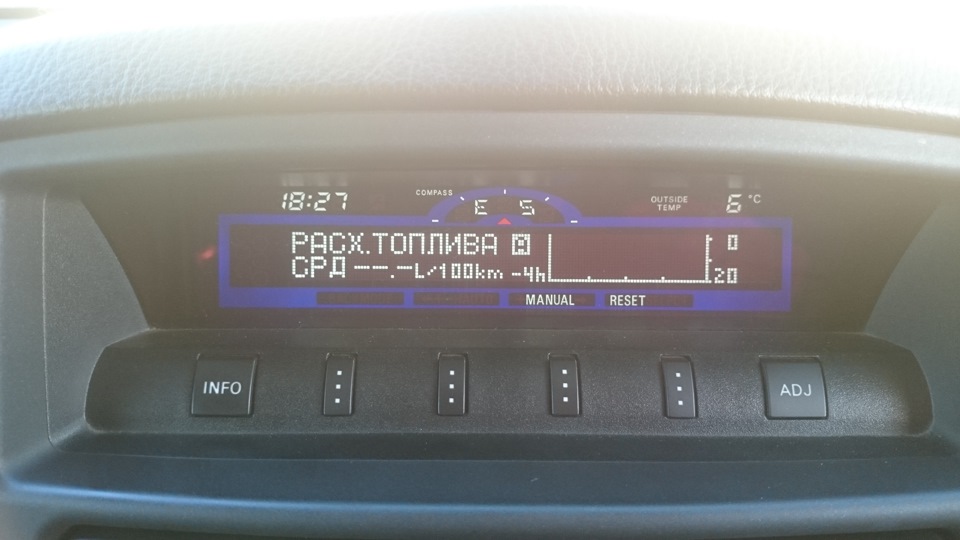 18:27
COMPASS
E S
OUTSIDE
TEMP
6 °C
РАСХ.ТОПЛИВА A
СРД --.-L/100km -4h
0
20
MANUAL RESET
INFO
ADJ